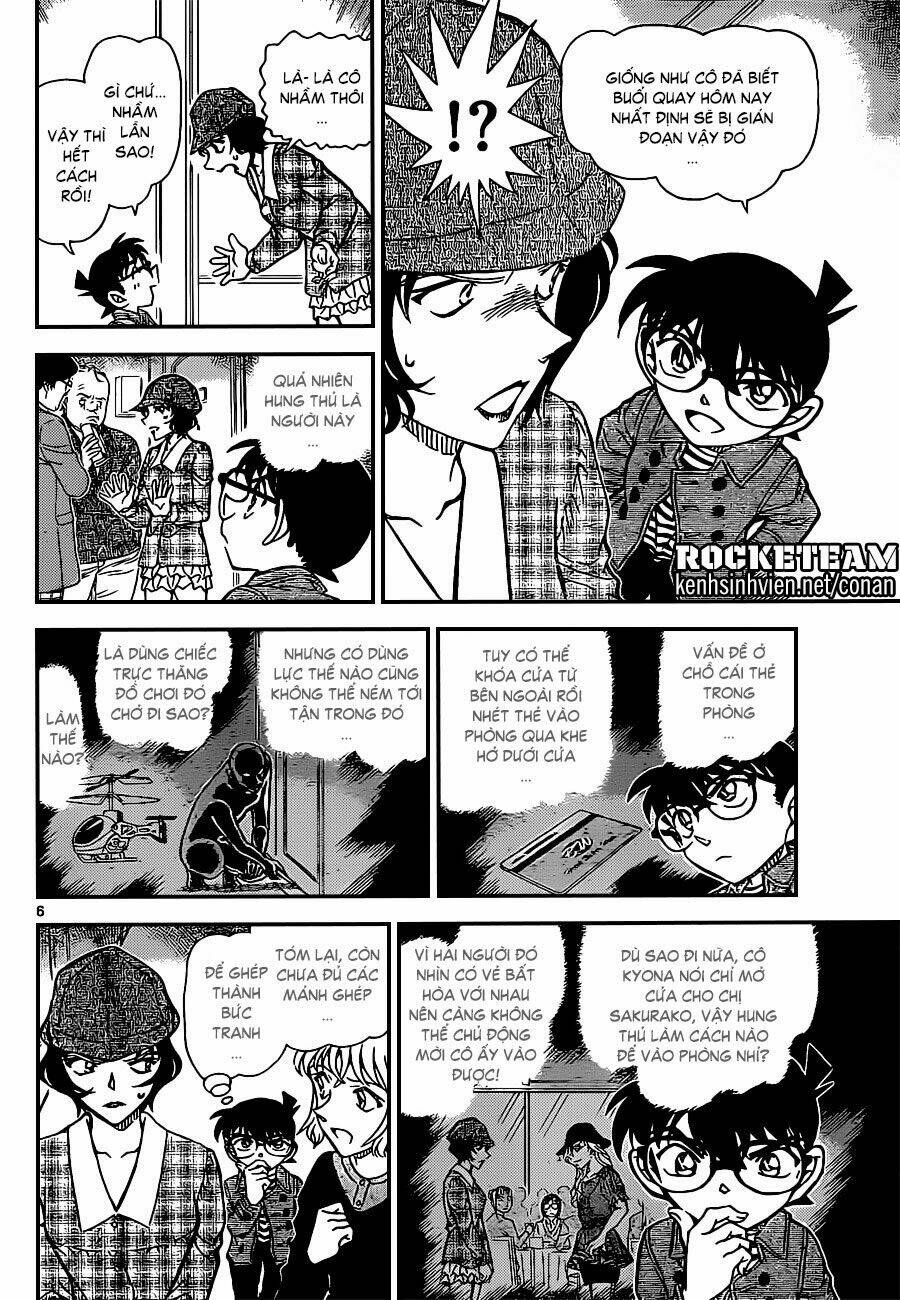 GIỐNG NHƯ CÔ ĐÃ BIẾT
BUỔI QUAY HÔM NAY
NHẤT ĐỊNH SẼ BỊ GIÁN
ĐOẠN VẬY ĐÓ
...
!?
LÀ- LÀ CÔ
NHẦM THÔI
...
GÌ CHỨ...
NHẦM
LẪN
SAO!
VẬY THÌ
HẾT
CÁCH
RỒI!
QUẢ NHIÊN
HUNG THỦ LÀ
NGƯỜI NÀY
...
ROCKETEAM
kenhsinhvien.net/conan
VẤN ĐỀ Ở
CHỖ CÁI THẺ
TRONG
PHÒNG
...
TUY CÓ THỂ
KHÓA CỬA TỪ
BÊN NGOÀI RỒI
NHÉT THẺ VÀO
PHÒNG QUA KHE
HỞ DƯỚI CỬA
...
NHƯNG CÓ DÙNG
LỰC THẾ NÀO CŨNG
KHÔNG THỂ NÉM TỚI
TẬN TRONG ĐÓ
...
LÀ DÙNG CHIẾC
TRỰC THĂNG
ĐỒ CHƠI ĐÓ
CHỞ ĐI SAO?
LÀM
THẾ
NÀO?
6
DÙ SAO ĐI NỮA, CÔ
KYONA NÓI CHỈ MỞ
CỬA CHO CHỊ
SAKURAKO, VẬY HUNG
THỦ LÀM CÁCH NÀO
ĐỂ VÀO PHÒNG NHỈ?
VÌ HAI NGƯỜI ĐÓ
NHÌN CÓ VẺ BẤT
HÒA VỚI NHAU
NÊN CÀNG KHÔNG
THỂ CHỦ ĐỘNG
MỜI CÔ ẤY VÀO
ĐƯỢC!
TÓM LẠI, CÒN
CHƯA ĐỦ CÁC
MẢNH GHÉP
...
ĐỂ GHÉP
THÀNH
BỨC
TRANH
...